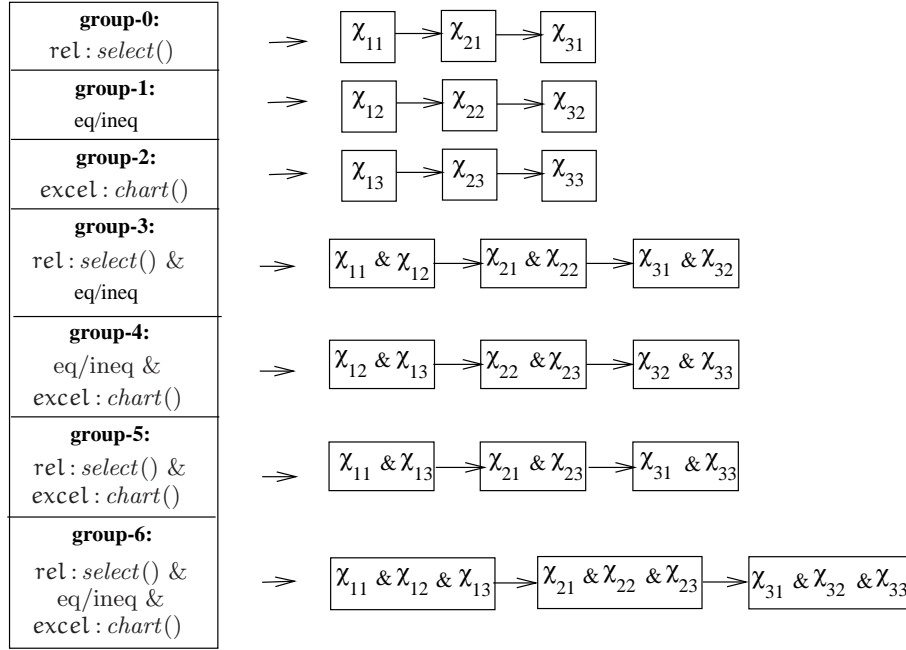 group-0:
rel: select()
χ11 χ21 χ31
group-1:
eq/ineq
χ12 χ22 χ32
group-2:
excel: chart()
χ13 χ23 χ33
group-3:
rel: select() &
eq/ineq
χ11 & χ12 χ21 & χ22 χ31 & χ32
group-4:
eq/ineq &
excel: chart()
χ12 & χ13 χ22 & χ23 χ32 & χ33
group-5:
rel: select() &
excel: chart()
χ11 & χ13 χ21 & χ23 χ31 & χ33
group-6:
rel: select() &
eq/ineq &
excel: chart()
χ11 & χ12 & χ13 χ21 & χ22 & χ23 χ31 & χ32 & χ33